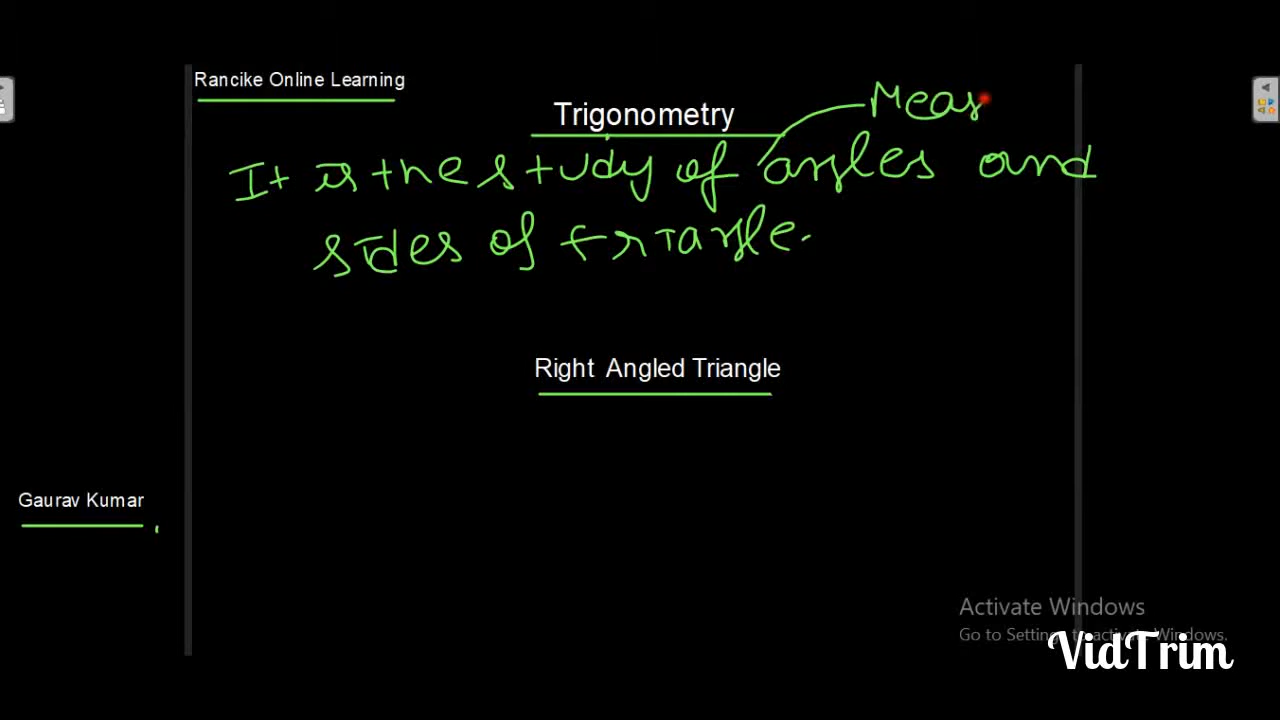 Rancike Online Learning
Trigonometry
Meas
It is the study of angles and
sides of triangle.
Right Angled Triangle
Gaurav Kumar
Activate Windows
Go to Settings to activate Windows.
VidTrim